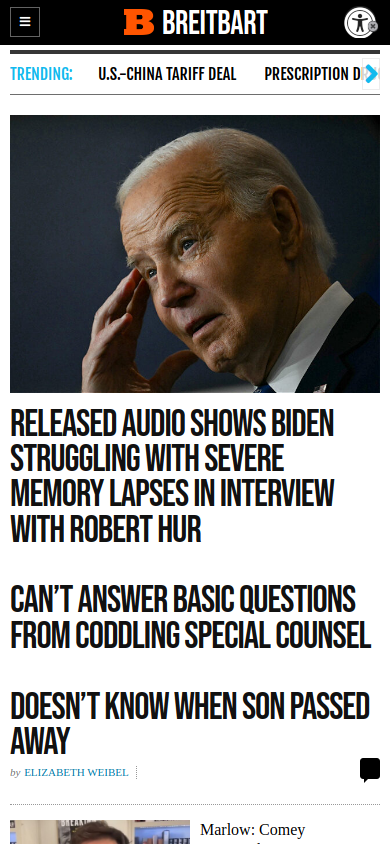 BREITBART
TRENDING: U.S.–CHINA TARIFF DEAL PRESCRIPTION
RELEASED AUDIO SHOWS BIDEN
STRUGGLING WITH SEVERE
MEMORY LAPSES IN INTERVIEW
WITH ROBERT HUR
CAN’T ANSWER BASIC QUESTIONS
FROM CODDLING SPECIAL COUNSEL
DOESN’T KNOW WHEN SON PASSED
AWAY
by ELIZABETH WEIBEL
Marlow: Comey